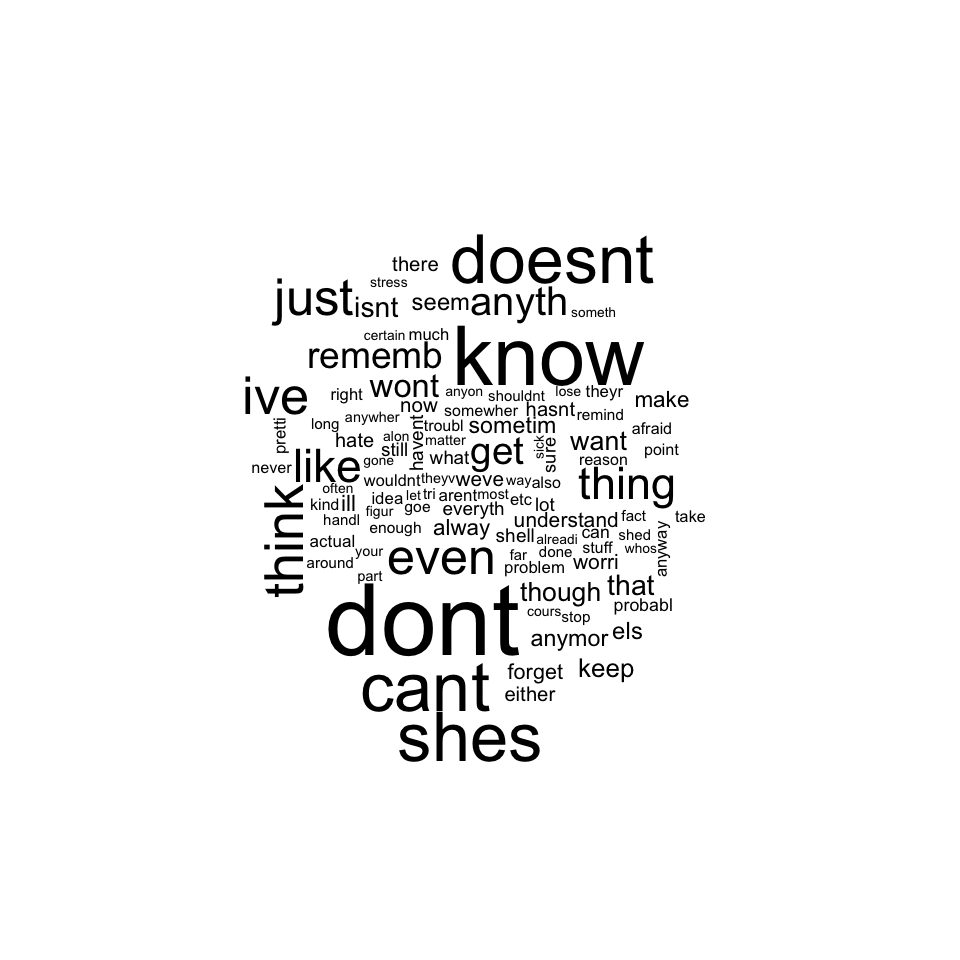 doesnt
there
stress
just
isnt
seem
anyth
someth
certain
much
rememb
know
ive
right
wont
anyon
shouldnt
lose
theyr
make
now
somewher
hasnt
remind
long
anywher
havent
troubl
sometim
afraid
pretti
hate
alon
still
matter
what
get
sick
sure
want
reason
point
never
like
gone
wouldnt
theyv
weve
way
also
thing
often
kind
ill
idea
let
tri
arent
most
etc
lot
figur
goe
everyth
handl
enough
alway
understand
fact
take
think
actual
your
shell
alreadi
can
shed
around
even
far
done
stuff
whos
anyway
part
problem
worri
dont
though
that
cours
stop
probabl
anymor
els
cant
forget
keep
either
shes